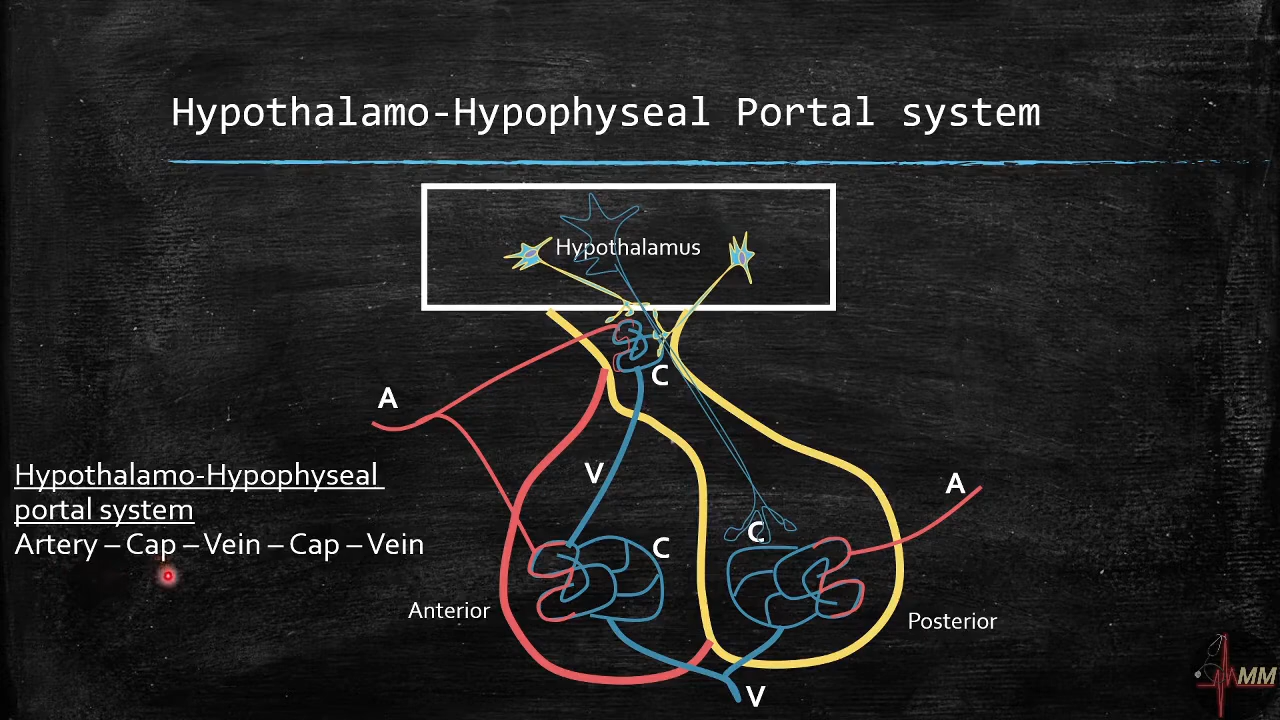 Hypothalamo-Hypophyseal Portal system
Hypothalamus
C
A
V
A
Hypothalamo-Hypophyseal
portal system
Artery – Cap – Vein – Cap – Vein
C
C
Anterior
Posterior
V
MM